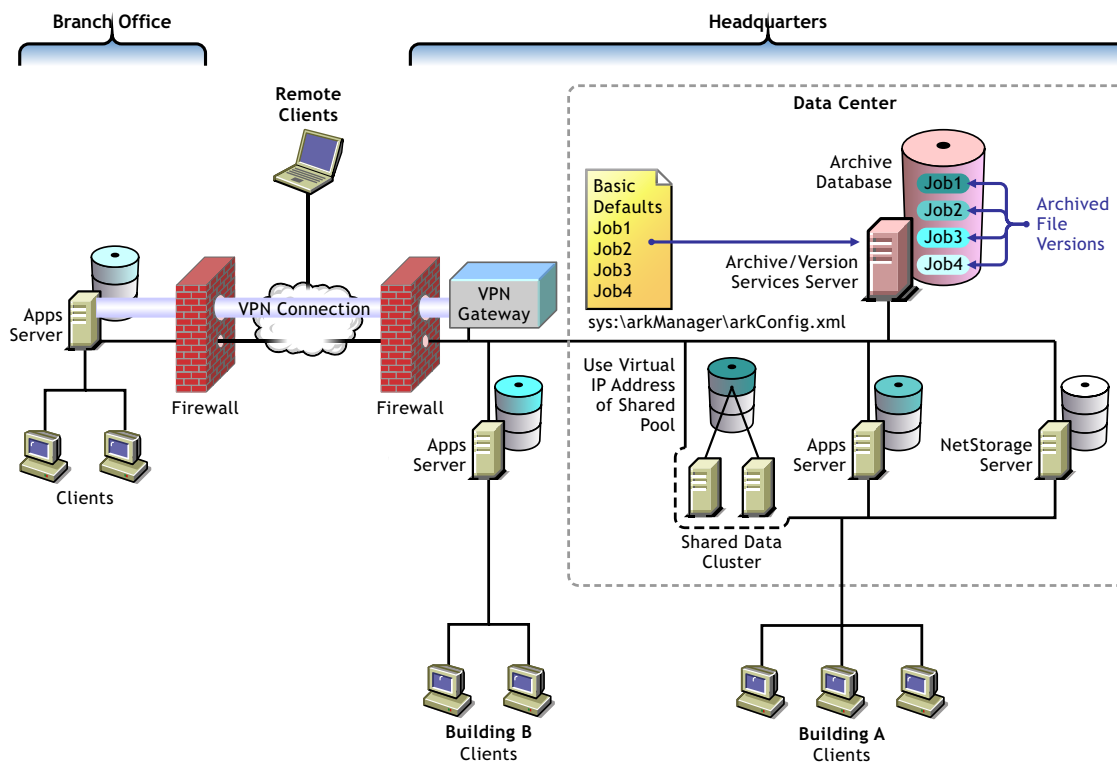 Branch Office
Headquarters
Remote
Clients
Data Center
Basic
Defaults
Job1
Job2
Job3
Job4
Archive
Database
Job1
Job2
Job3
Job4
Archived
File
Versions
Archive/Version
Services Server
sys:\arkManager\arkConfig.xml
Apps
Server
VPN Connection
VPN
Gateway
Firewall
Firewall
Clients
Apps
Server
Use Virtual
IP Address
of Shared
Pool
Apps
Server
NetStorage
Server
Shared Data
Cluster
Building B
Clients
Building A
Clients